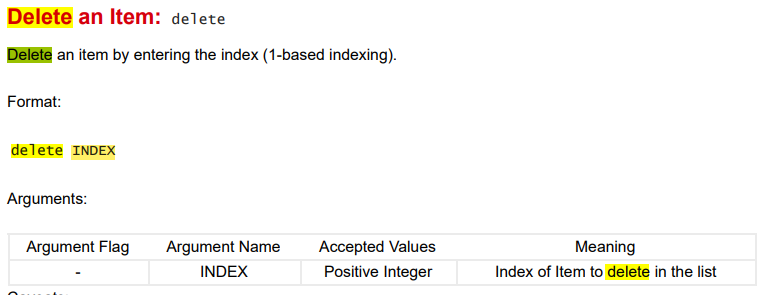 Delete an Item: delete
Delete an item by entering the index (1-based indexing).
Format:
delete INDEX
Arguments:
Argument Flag Argument Name Accepted Values Meaning
- INDEX Positive Integer Index of Item to delete in the list